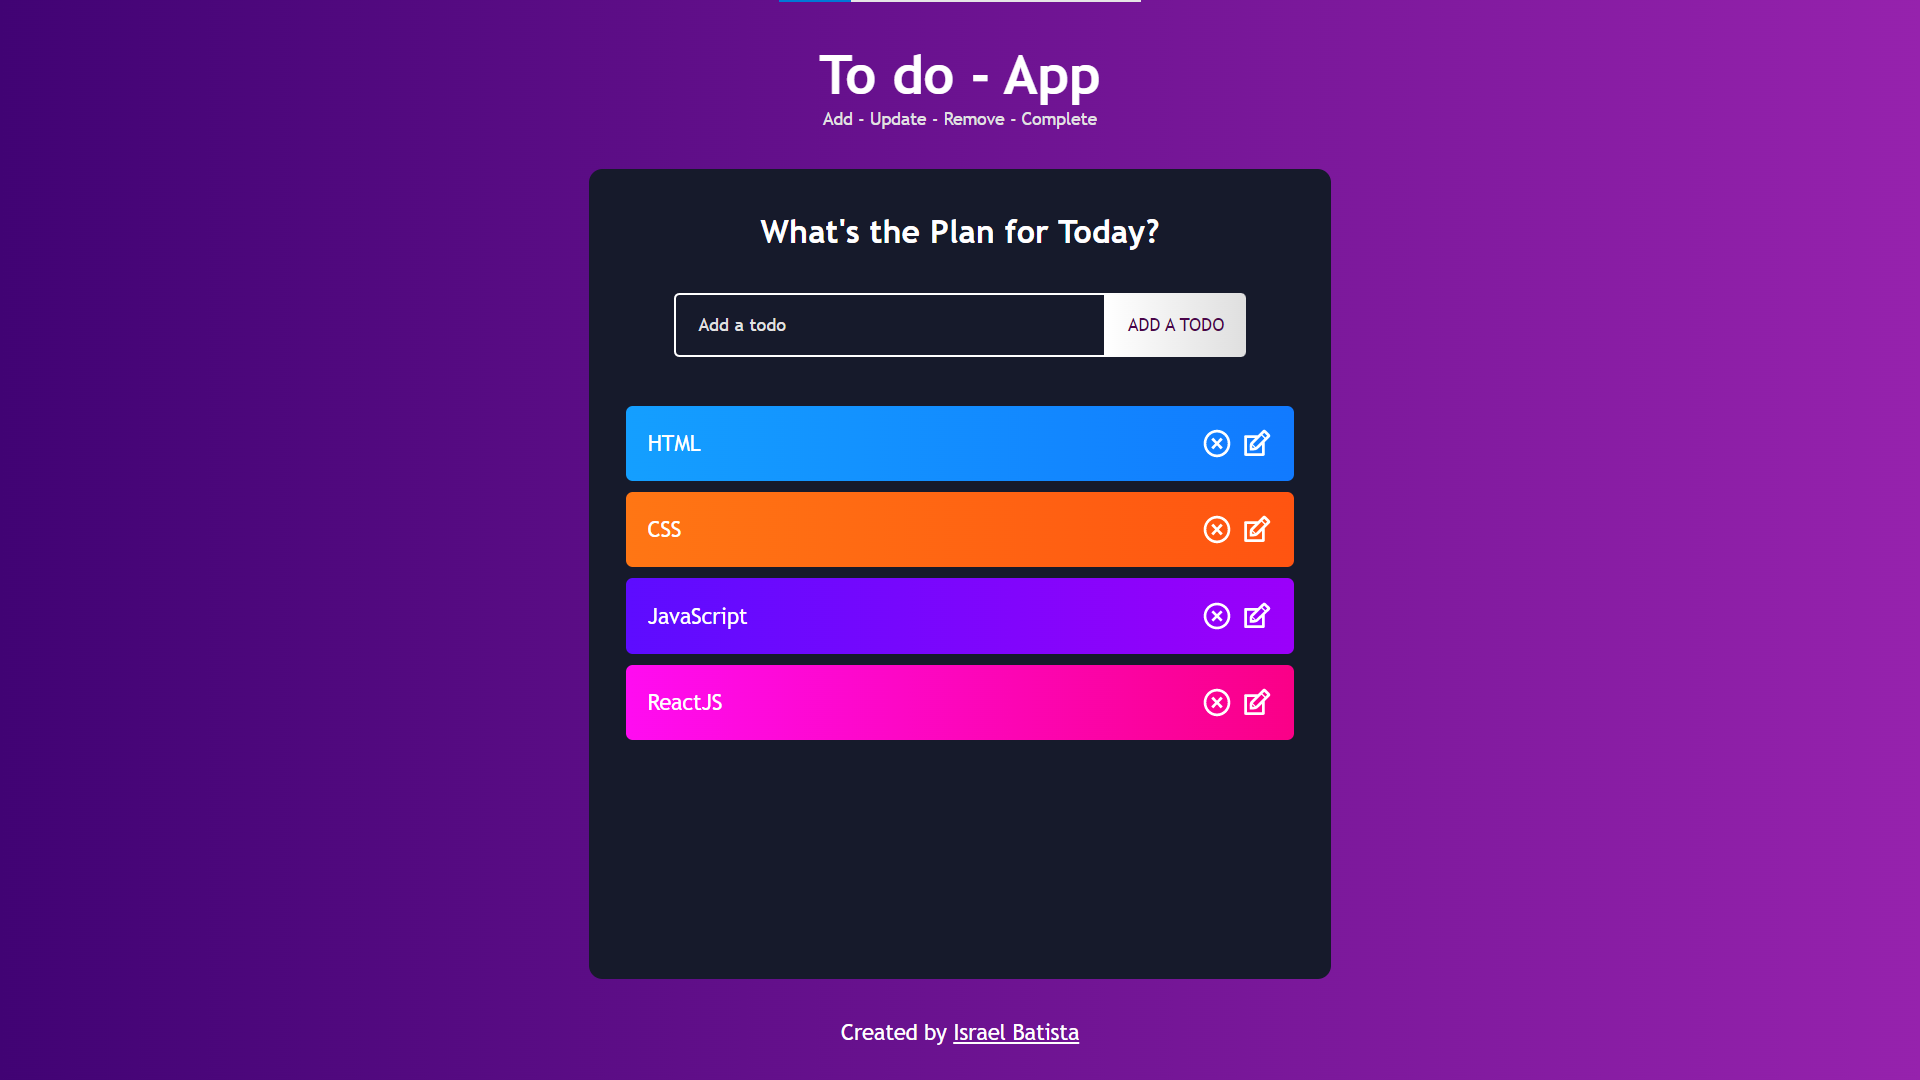 To do - App
Add - Update - Remove - Complete
What's the Plan for Today?
Add a todo
ADD A TODO
HTML
CSS
JavaScript
ReactJS
Created by Israel Batista